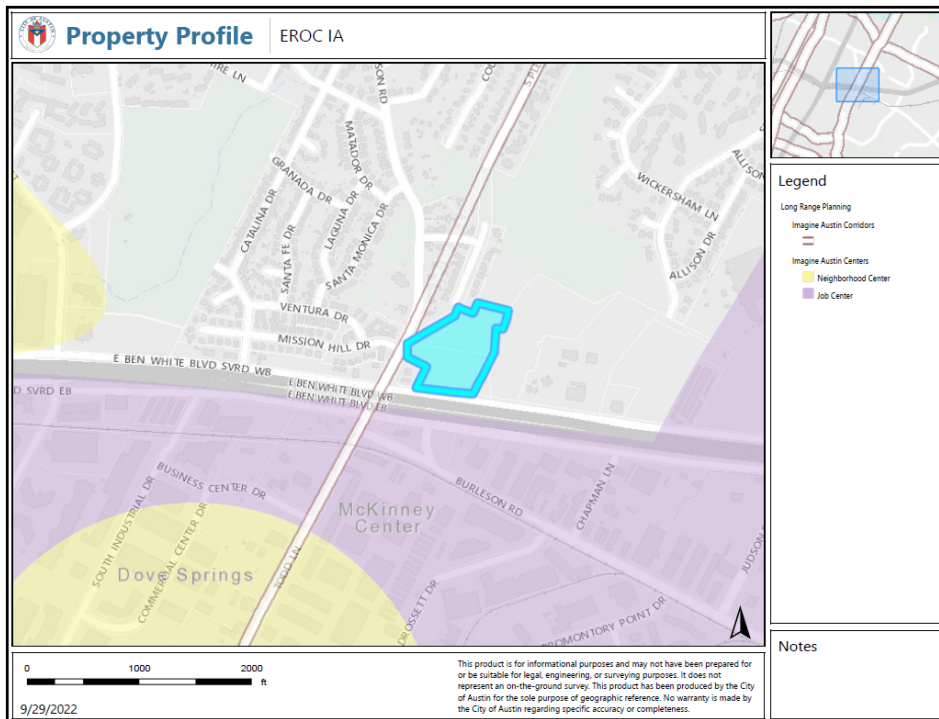 Property Profile
EROC IA
MATADOR DR
GRANADA DR
LAGUNA DR
SANTA MONICA DR
CATALINA DR
SANTA FE DR
VENTURA DR
MISSION HILL DR
WICKERSHAM LN
ALLISON DR
E BEN WHITE BLVD SVRD WB
E BEN WHITE BLVD WB
E BEN WHITE BLVD EB
D SVRD EB
BUSINESS CENTER DR
SOUTH INDUSTRIAL DR
COMMERCIAL CENTER DR
BURLESON RD
CHAPMAN LN
McKinney
Center
Dove Springs
TODD LN
Legend
Long Range Planning
Imagine Austin Corridors
Imagine Austin Centers
Neighborhood Center
Job Center
Notes
0 1000 2000
ft
9/29/2022
This product is for informational purposes and may not have been prepared for
or be suitable for legal, engineering, or surveying purposes. It does not
represent an on-the-ground survey. This product has been produced by the City
of Austin for the sole purpose of geographic reference. No warranty is made by
the City of Austin regarding specific accuracy or completeness.